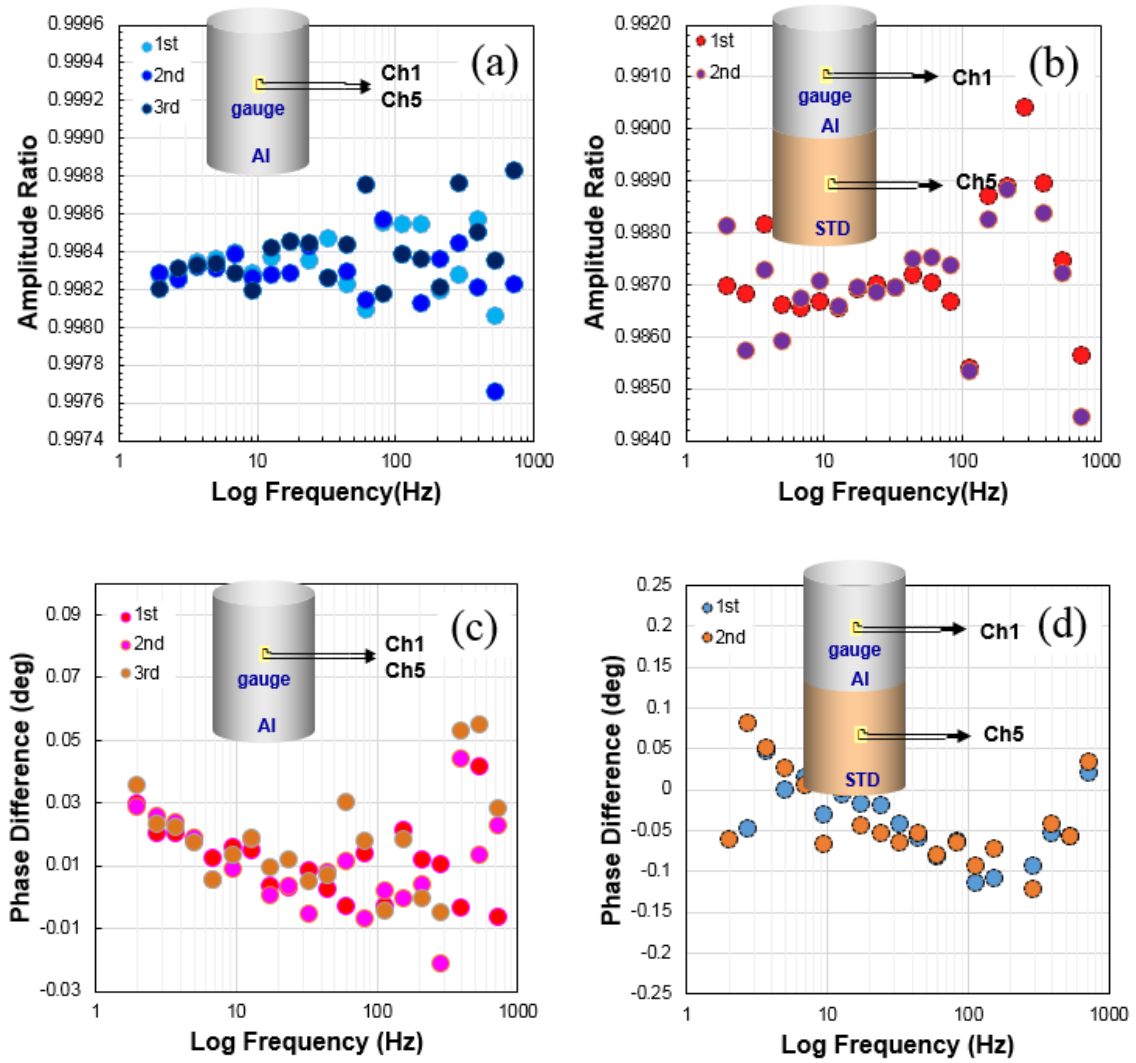 (a)
1st
2nd
3rd
Ch1
Ch5
gauge
Al
0.9996
0.9994
0.9992
0.9990
0.9988
0.9986
0.9984
0.9982
0.9980
0.9978
0.9976
0.9974
Amplitude Ratio
1 10 100 1000
Log Frequency(Hz)
(b)
1st
2nd
Ch1
gauge
Al
Ch5
STD
0.9920
0.9910
0.9900
0.9890
0.9880
0.9870
0.9860
0.9850
0.9840
Amplitude Ratio
1 10 100 1000
Log Frequency(Hz)
(c)
1st
2nd
3rd
Ch1
Ch5
gauge
Al
0.09
0.07
0.05
0.03
0.01
-0.01
-0.03
Phase Difference (deg)
1 10 100 1000
Log Frequency (Hz)
(d)
1st
2nd
Ch1
gauge
Al
Ch5
STD
0.25
0.2
0.15
0.1
0.05
0
-0.05
-0.1
-0.15
-0.2
-0.25
Phase Difference (deg)
1 10 100 1000
Log Frequency (Hz)